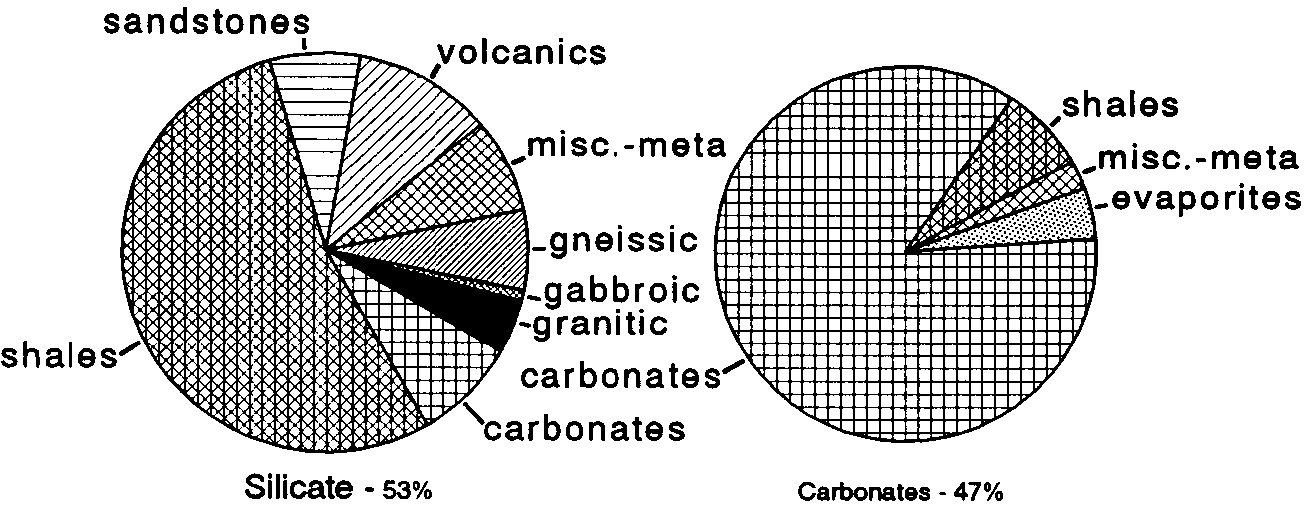 sandstones
volcanics
misc.-meta
gneissic
gabbroic
granitic
carbonates
shales
Silicate - 53%
shales
misc.-meta
evaporites
carbonates
Carbonates - 47%